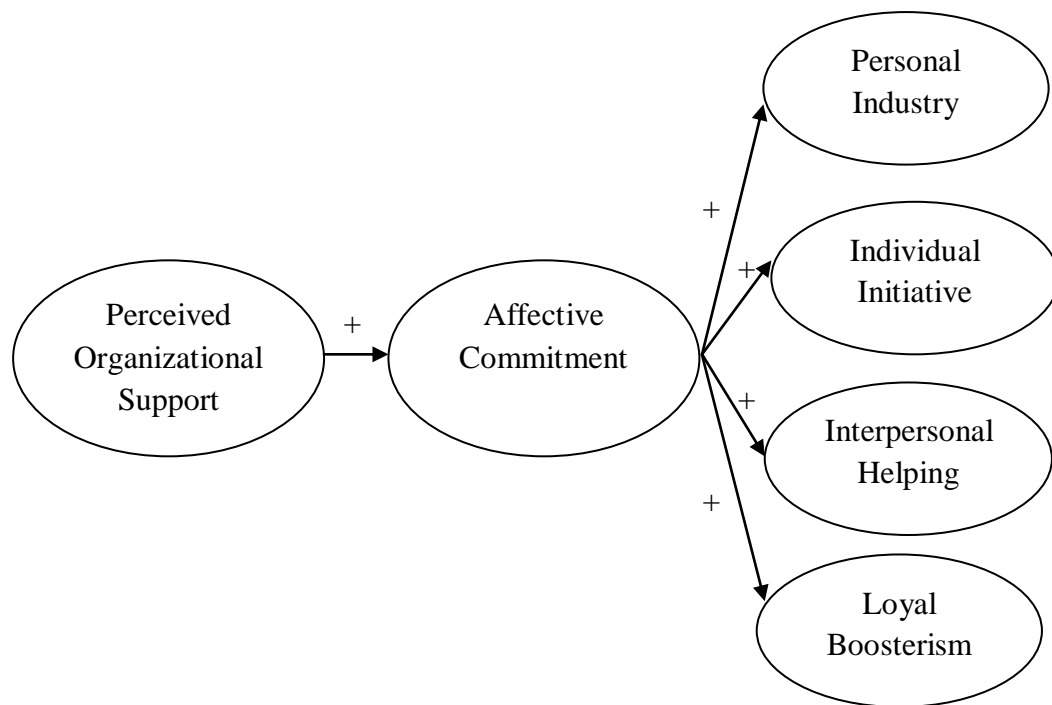 Perceived
Organizational
Support
+
Affective
Commitment
+
+
+
+
Personal
Industry
Individual
Initiative
Interpersonal
Helping
Loyal
Boosterism